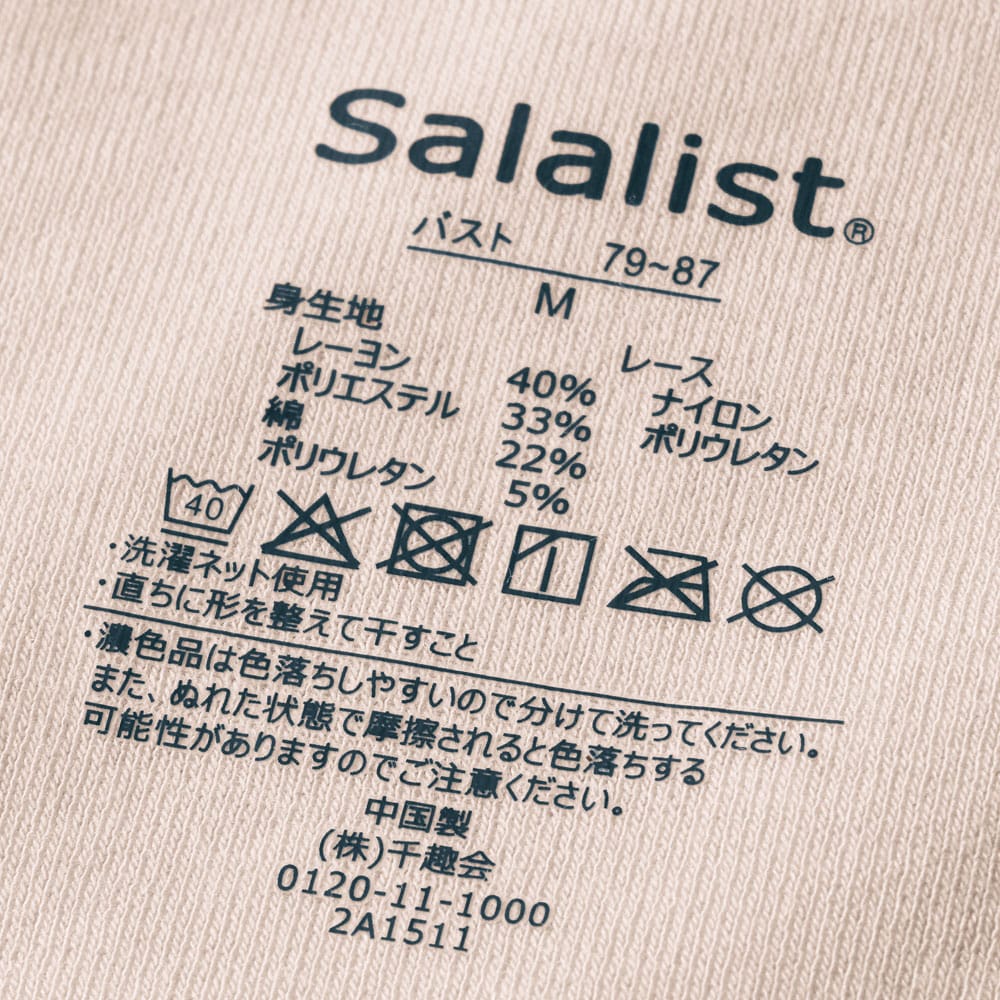 Salalist®
バスト 79~87
M
身生地
レーヨン 40%
ポリエステル 33%
綿 22%
ポリウレタン 5%
レース
ナイロン
ポリウレタン
40
・洗濯ネット使用
・直ちに形を整えて干すこと
・濃色品は色落ちしやすいので分けて洗ってください。
また、ぬれた状態で摩擦されると色落ちする
可能性がありますのでご注意ください。
中国製
(株)千趣会
0120-11-1000
2A1511